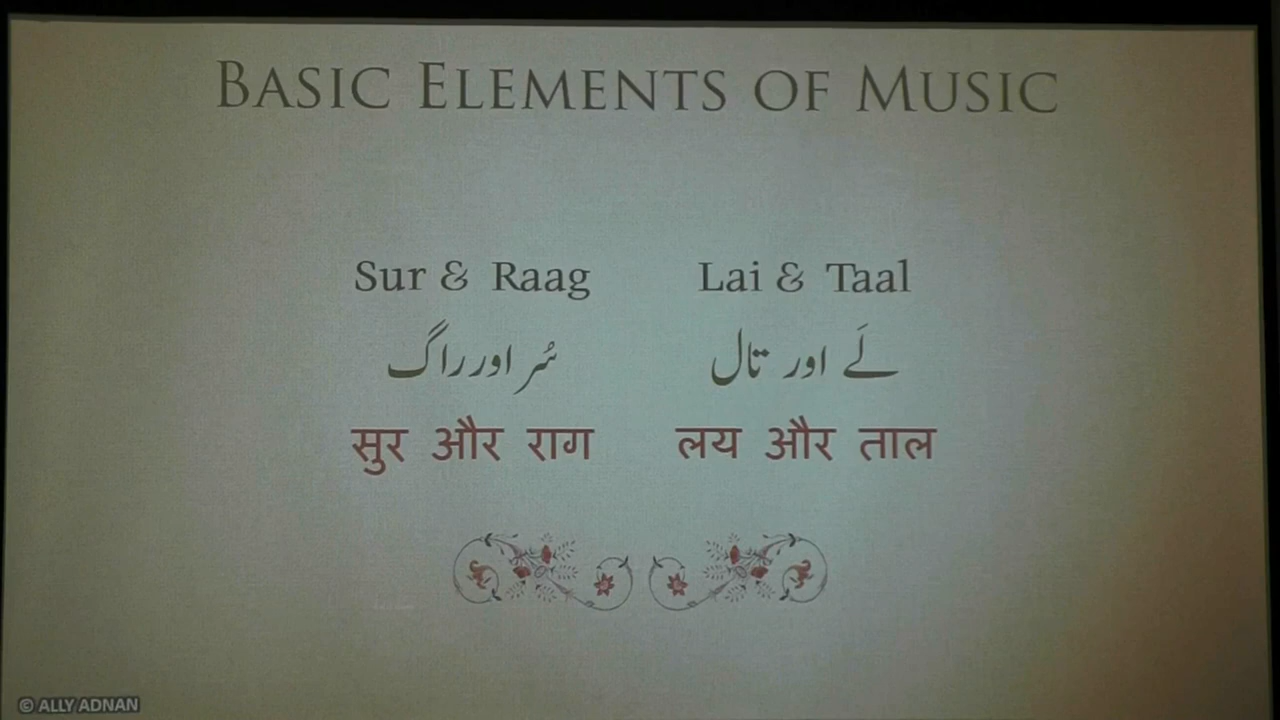 BASIC ELEMENTS OF MUSIC
Sur & Raag Lai & Taal
سُر اور راگ لَے اور تال
सुर और राग लय और ताल
© ALLY ADNAN